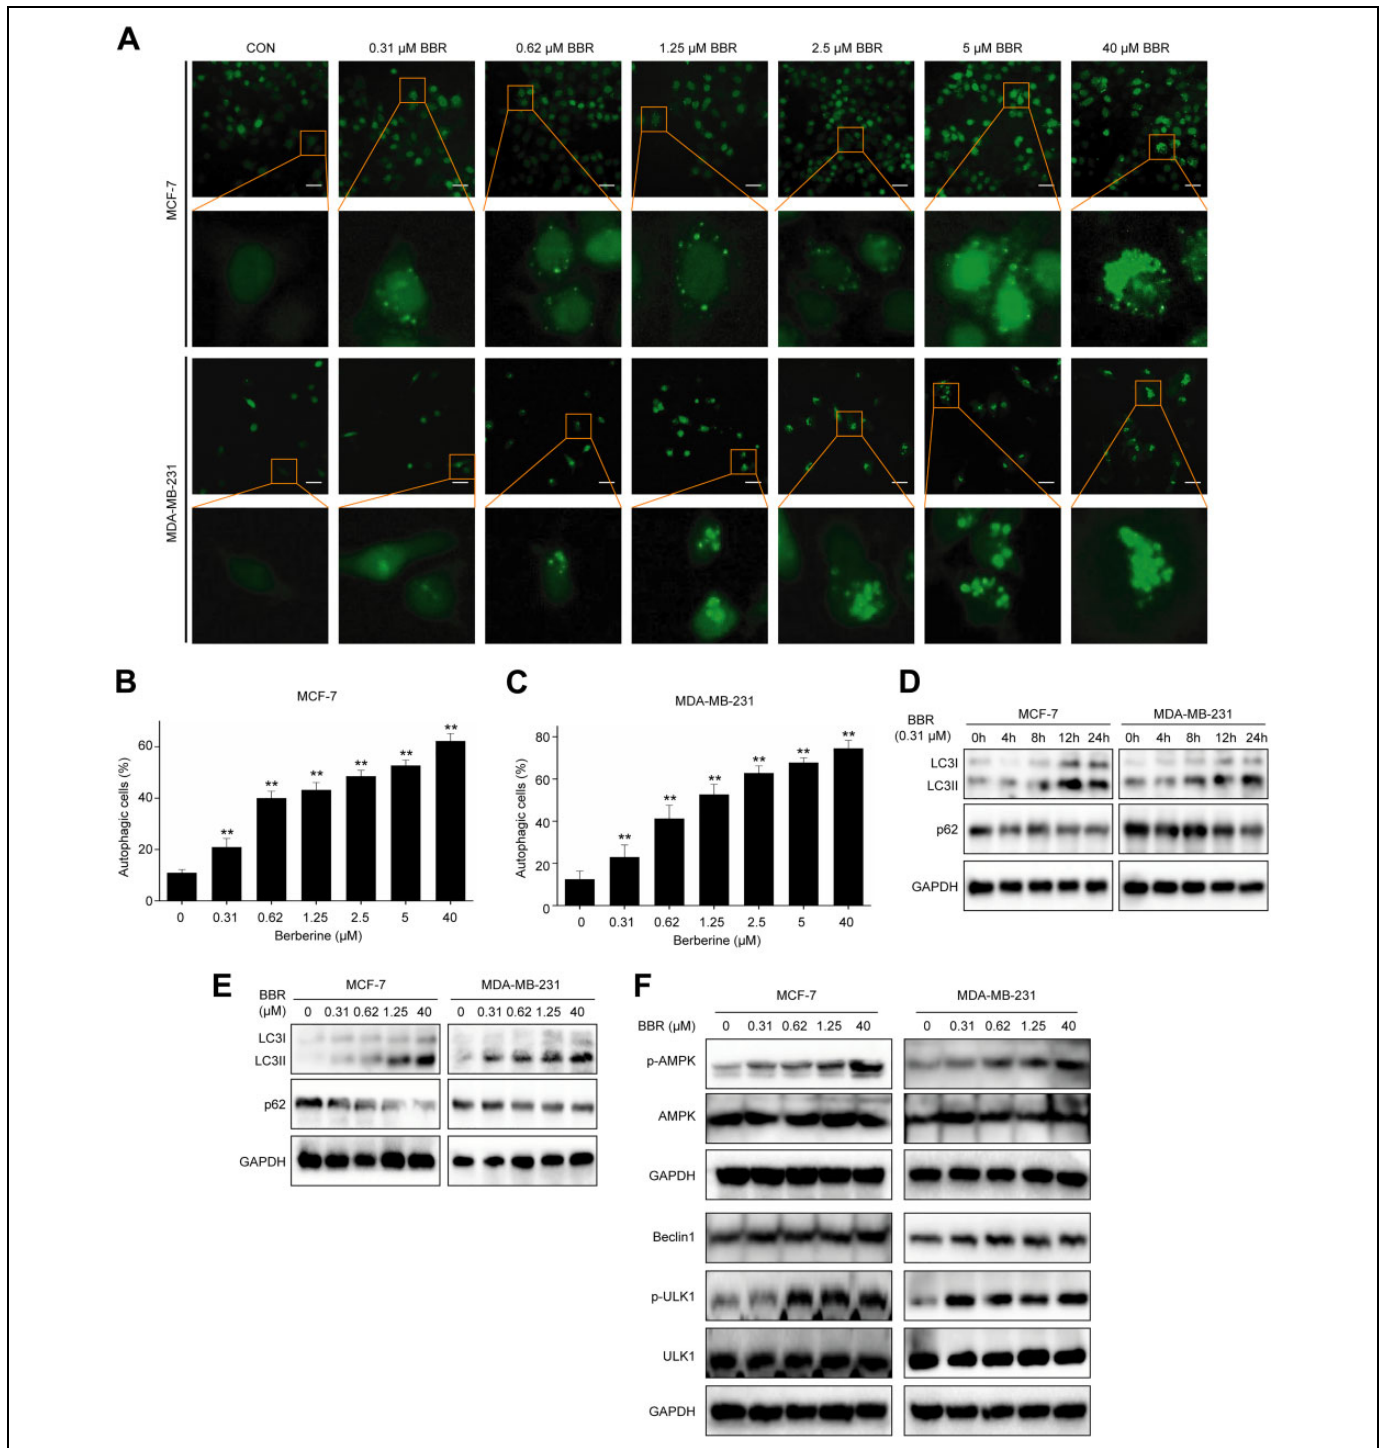 A
CON 0.31 µM BBR 0.62 µM BBR 1.25 µM BBR 2.5 µM BBR 5 µM BBR 40 µM BBR
MCF-7
MDA-MB-231
B
MCF-7
Autophagic cells (%)
60
40
20
0
** ** ** ** ** **
0 0.31 0.62 1.25 2.5 5 40
Berberine (µM)
C
MDA-MB-231
Autophagic cells (%)
80
60
40
20
0
** ** ** ** ** **
0 0.31 0.62 1.25 2.5 5 40
Berberine (µM)
D
MCF-7 MDA-MB-231
BBR
(0.31 µM)
0h 4h 8h 12h 24h 0h 4h 8h 12h 24h
LC3I
LC3II
p62
GAPDH
E
MCF-7 MDA-MB-231
BBR
(µM)
0 0.31 0.62 1.25 40 0 0.31 0.62 1.25 40
LC3I
LC3II
p62
GAPDH
F
MCF-7 MDA-MB-231
BBR (µM) 0 0.31 0.62 1.25 40 0 0.31 0.62 1.25 40
p-AMPK
AMPK
GAPDH
Beclin1
p-ULK1
ULK1
GAPDH